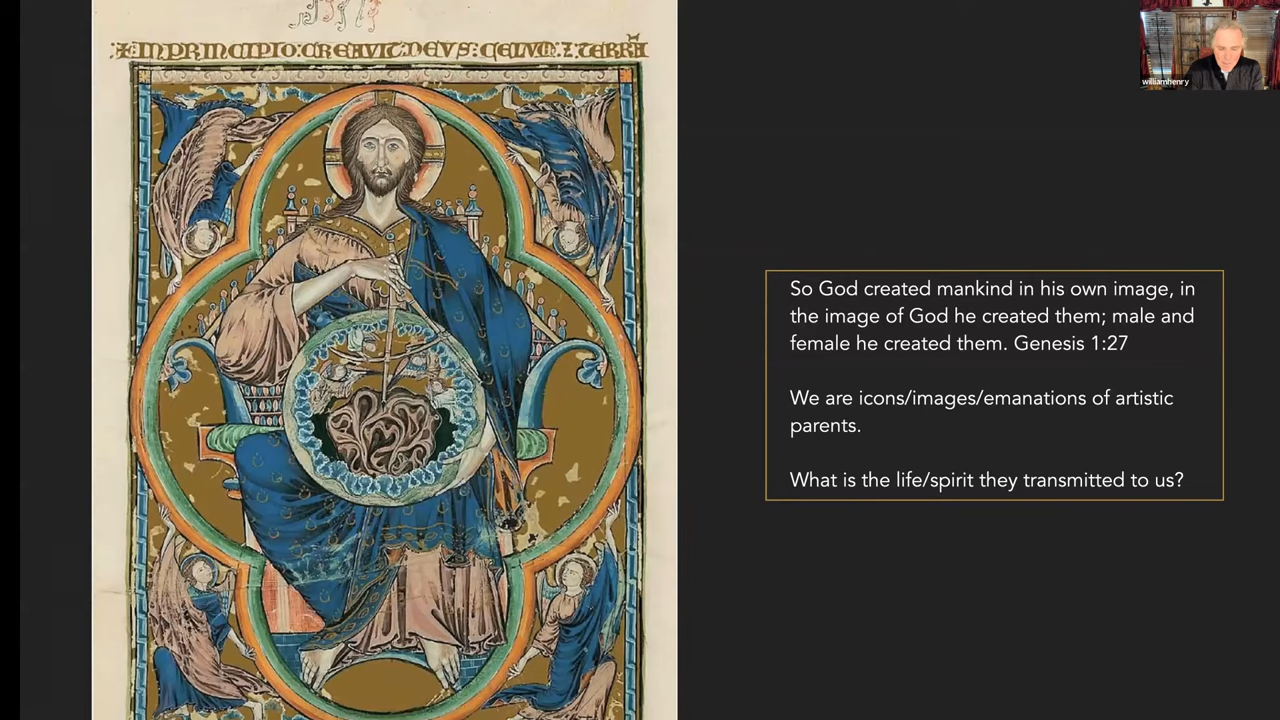 IN PRINCIPIO CREAVIT DEUS CELUM Z TERRA
williamhenry
So God created mankind in his own image, in
the image of God he created them; male and
female he created them. Genesis 1:27
We are icons/images/emanations of artistic
parents.
What is the life/spirit they transmitted to us?